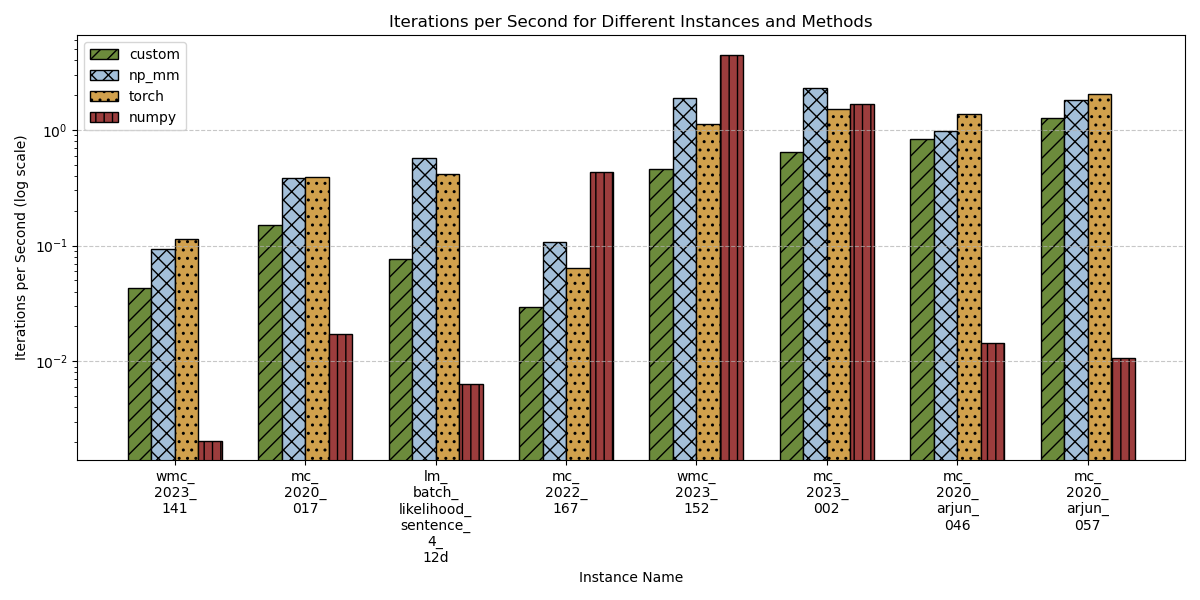 Iterations per Second for Different Instances and Methods
custom
np_mm
torch
numpy
Iterations per Second (log scale)
10⁰
10⁻¹
10⁻²
wmc_
2023_
141
mc_
2020_
017
lm_
batch_
likelihood_
sentence_
4_
12d
mc_
2022_
167
wmc_
2023_
152
mc_
2023_
002
mc_
2020_
arjun_
046
mc_
2020_
arjun_
057
Instance Name